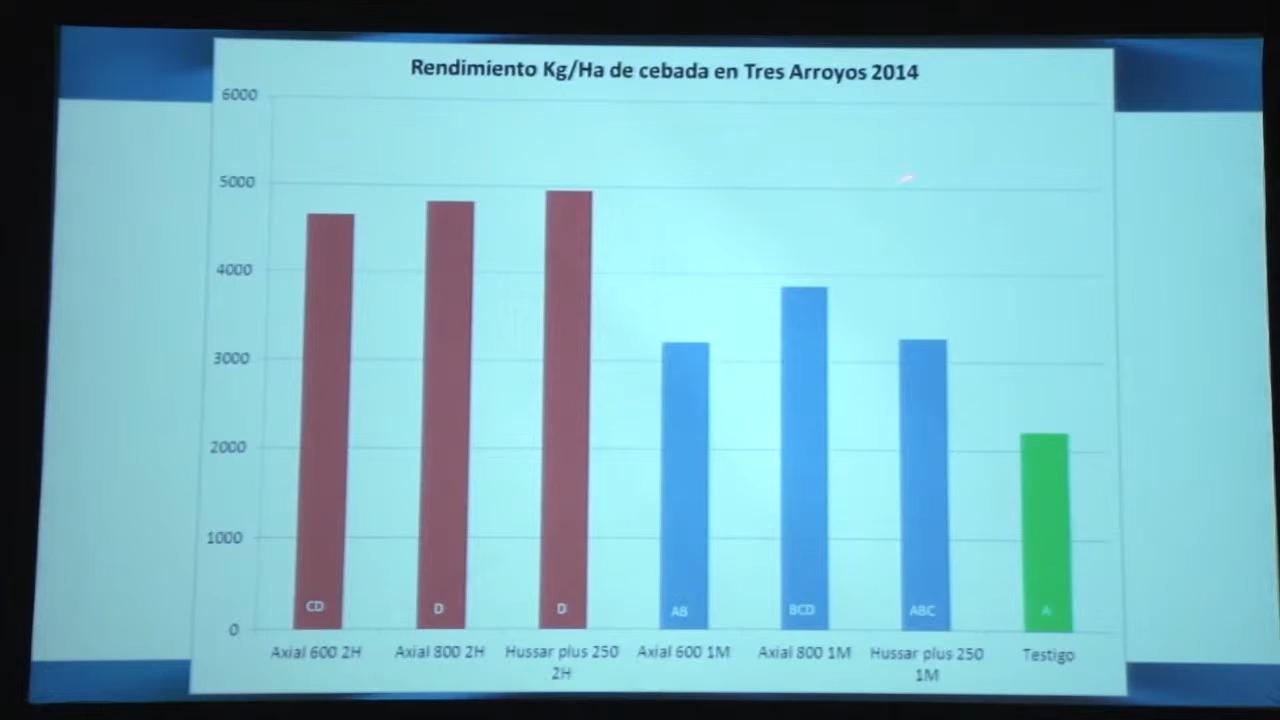 Rendimiento Kg/Ha de cebada en Tres Arroyos 2014
6000
5000
4000
3000
2000
1000
0
CD
D
D
AB
BCD
ABC
A
Axial 600 2H
Axial 800 2H
Hussar plus 250
2H
Axial 600 1M
Axial 800 1M
Hussar plus 250
1M
Testigo